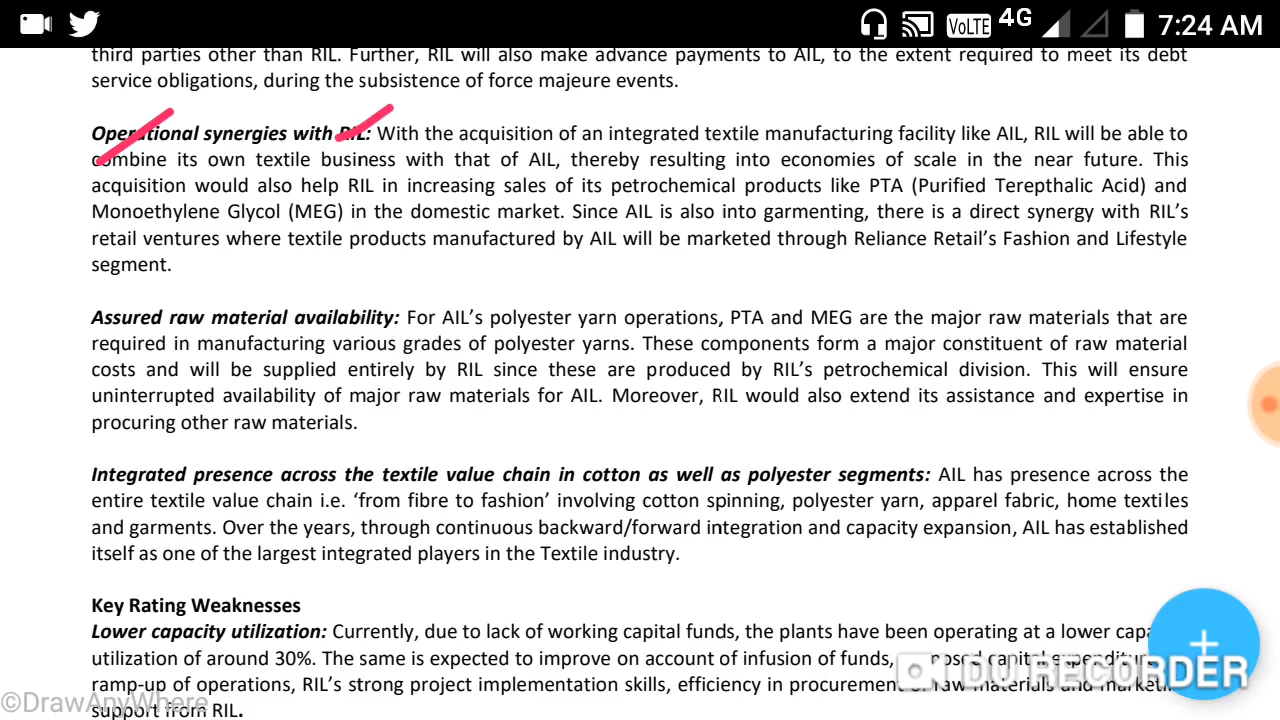 VoLTE 4G 7:24 AM
third parties other than RIL. Further, RIL will also make advance payments to AIL, to the extent required to meet its debt
service obligations, during the subsistence of force majeure events.
Operational synergies with RIL: With the acquisition of an integrated textile manufacturing facility like AIL, RIL will be able to
combine its own textile business with that of AIL, thereby resulting into economies of scale in the near future. This
acquisition would also help RIL in increasing sales of its petrochemical products like PTA (Purified Terepthalic Acid) and
Monoethylene Glycol (MEG) in the domestic market. Since AIL is also into garmenting, there is a direct synergy with RIL’s
retail ventures where textile products manufactured by AIL will be marketed through Reliance Retail’s Fashion and Lifestyle
segment.
Assured raw material availability: For AIL’s polyester yarn operations, PTA and MEG are the major raw materials that are
required in manufacturing various grades of polyester yarns. These components form a major constituent of raw material
costs and will be supplied entirely by RIL since these are produced by RIL’s petrochemical division. This will ensure
uninterrupted availability of major raw materials for AIL. Moreover, RIL would also extend its assistance and expertise in
procuring other raw materials.
Integrated presence across the textile value chain in cotton as well as polyester segments: AIL has presence across the
entire textile value chain i.e. ‘from fibre to fashion’ involving cotton spinning, polyester yarn, apparel fabric, home textiles
and garments. Over the years, through continuous backward/forward integration and capacity expansion, AIL has established
itself as one of the largest integrated players in the Textile industry.
Key Rating Weaknesses
Lower capacity utilization: Currently, due to lack of working capital funds, the plants have been operating at a lower
utilization of around 30%. The same is expected to improve on account of infusion of funds, capital
ramp-up of operations, RIL’s strong project implementation skills, efficiency in procurement of raw materials and
support from RIL.
DU RECORDER
©DrawAnyWhere